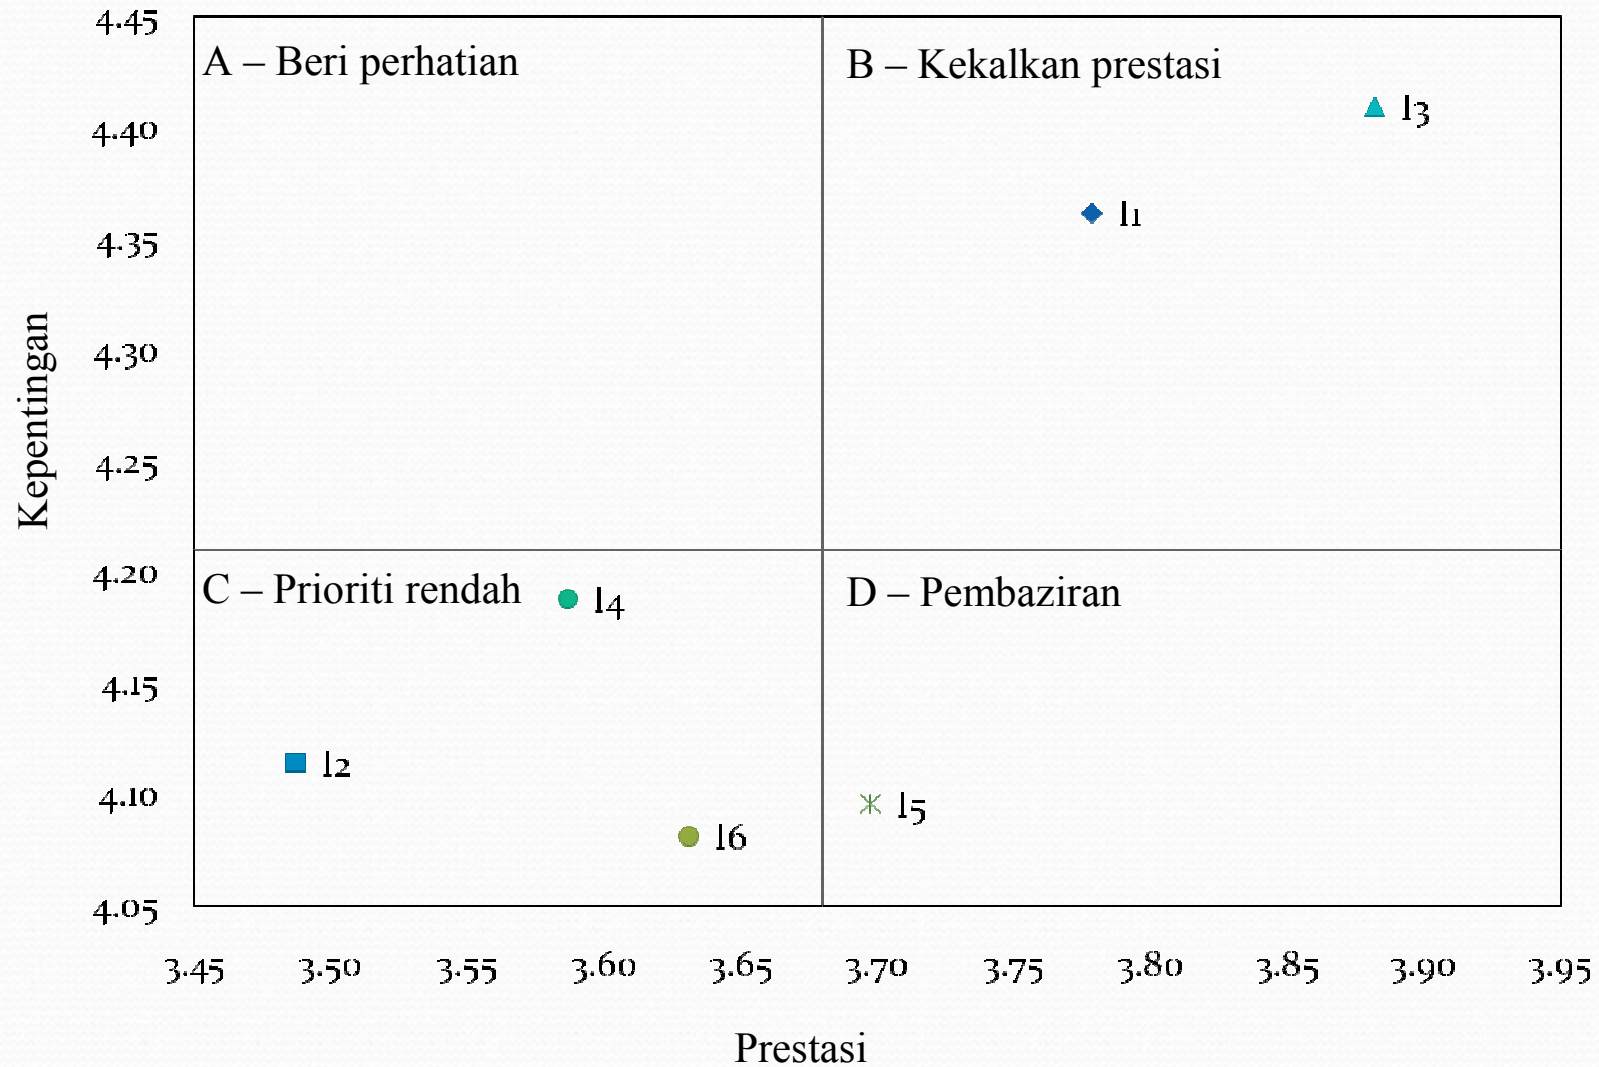 4.45
A – Beri perhatian
B – Kekalkan prestasi
I3
4.40
I1
4.35
Kepentingan
4.30
4.25
4.20
C – Prioriti rendah
I4
D – Pembaziran
4.15
I2
4.10
I5
I6
4.05
3.45 3.50 3.55 3.60 3.65 3.70 3.75 3.80 3.85 3.90 3.95
Prestasi